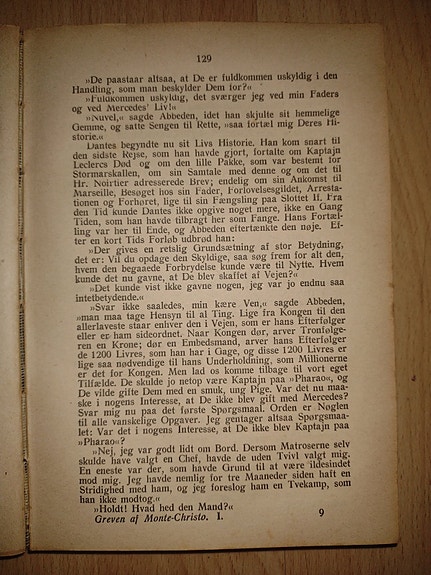 129
»De paastaar altsaa, at De er fuldkommen uskyldig i den
Handling, som man beskylder Dem for?«
»Fuldkommen uskyldig, det sværger jeg ved min Faders
og ved Mercedes' Liv!«
»Nuvel,« sagde Abbeden, idet han skjulte sit hemmelige
Gemme, og satte Sengen til Rette, »saa fortæl mig Deres Hi-
storie.«
Dantes begyndte nu sit Livs Historie. Han kom snart til
den sidste Rejse, som han havde gjort, fortalte om Kaptajn
Leclercs Død og om den lille Pakke, som var bestemt for
Stormarskallen, om sin Samtale med denne og om det til
Hr. Noirtier adresserede Brev; endelig om sin Ankomst til
Marseille, Besøget hos sin Fader, Forlovelsesgildet, Arresta-
tionen og Forhøret, lige til sin Fængsling paa Slottet If. Fra
den Tid kunde Dantes ikke opgive noget mere, ikke en Gang
Tiden, som han havde tilbragt her som Fange. Hans Fortæl-
ling var her til Ende, og Abbeden eftertænkte den nøje. Ef-
ter en kort Tids Forløb udbrød han:
»Der gives en retslig Grundsætning af stor Betydning,
det er: Vil du opdage den Skyldige, saa søg frem for alt den,
hvem den begaaede Forbrydelse kunde være til Nytte. Hvem
kunde det nu gavne, at De blev skaffet af Vejen?«
»Det kunde vist ikke gavne nogen, jeg var jo endnu saa
intetbetydende.«
»Svar ikke saaledes, min kære Ven,« sagde Abbeden,
»man maa tage Hensyn til al Ting. Lige fra Kongen til den
allerlaveste staar enhver den i Vejen, som er hans Efterfølger
eller er ham sideordnet. Naar Kongen dør, arver Tronfølge-
ren en Krone; dør en Embedsmand, arver hans Efterfølger
de 1200 Livres, som han har i Gage, og disse 1200 Livres er
lige saa nødvendige til hans Underholdning, som Millionerne
er det for Kongen. Men lad os komme tilbage til vort eget
Tilfælde. De skulde jo netop være Kaptajn paa »Pharao«, og
De vilde gifte Dem med en smuk, ung Pige. Var det nu maa-
ske i nogens Interesse, at De ikke blev gift med Mercedes?
Svar mig nu paa det første Spørgsmaal. Orden er Nøglen
til alle vanskelige Opgaver. Jeg gentager altsaa Spørgsmaa-
let: Var det i nogens Interesse, at De ikke blev Kaptajn paa
»Pharao«?
»Nej, jeg var godt lidt om Bord. Dersom Matroserne selv
skulde have valgt en Chef, havde de uden Tvivl valgt mig.
En eneste var der, som havde Grund til at være ildesindet
mod mig. Jeg havde nemlig for tre Maaneder siden haft en
Stridighed med ham, og jeg foreslog ham en Tvekamp, som
han ikke modtog.«
»Holdt! Hvad hed den Mand?«
Greven af Monte-Christo. I.
9